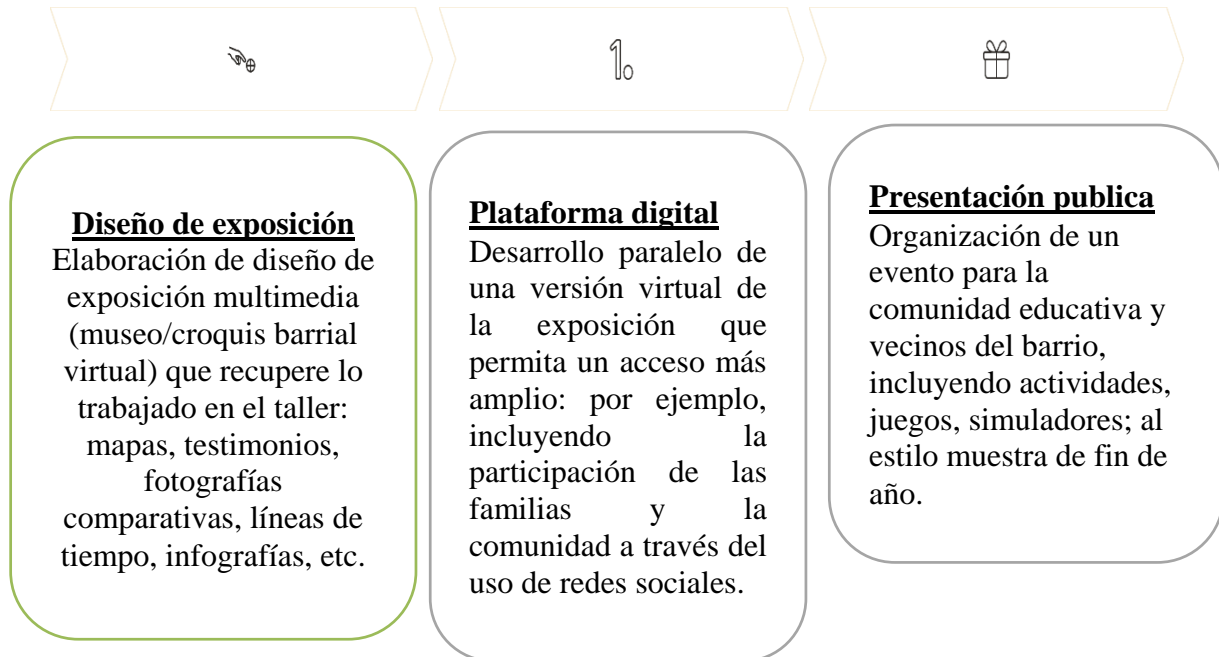 1.
Diseño de exposición
Elaboración de diseño de
exposición multimedia
(museo/croquis barrial
virtual) que recupere lo
trabajado en el taller:
mapas, testimonios,
fotografías
comparativas, líneas de
tiempo, infografías, etc.
Plataforma digital
Desarrollo paralelo de
una versión virtual de
la exposición que
permita un acceso más
amplio: por ejemplo,
incluyendo la
participación de las
familias y la
comunidad a través del
uso de redes sociales.
Presentación publica
Organización de un
evento para la
comunidad educativa y
vecinos del barrio,
incluyendo actividades,
juegos, simuladores; al
estilo muestra de fin de
año.